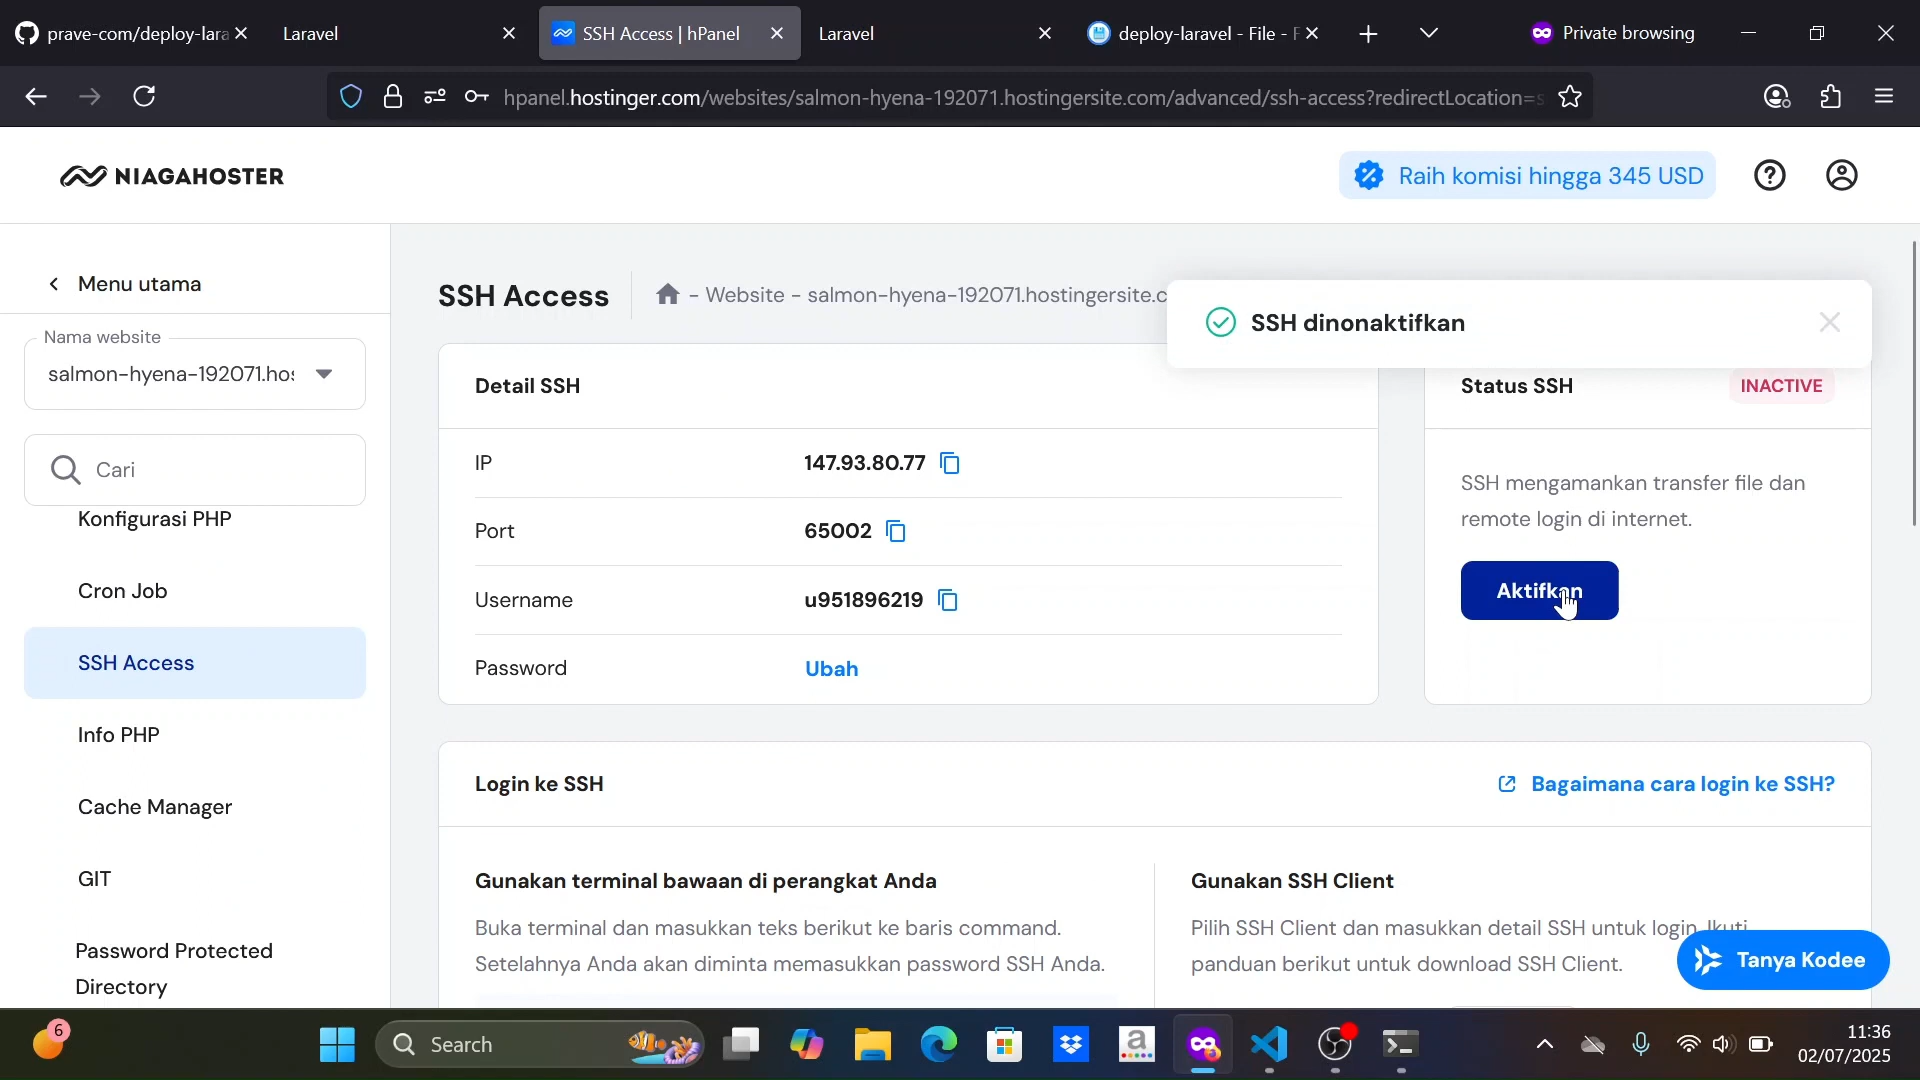 prave-com/deploy-lara
Laravel
SSH Access | hPanel
Laravel
deploy-laravel - File - F
Private browsing
hpanel.hostinger.com/websites/salmon-hyena-192071.hostingersite.com/advanced/ssh-access?redirectLocation=s
NIAGAHOSTER
Raih komisi hingga 345 USD
Menu utama
Nama website
salmon-hyena-192071.hos
Cari
Konfigurasi PHP
Cron Job
SSH Access
Info PHP
Cache Manager
GIT
Password Protected
Directory
SSH Access
- Website - salmon-hyena-192071.hostingersite.c
SSH dinonaktifkan
Detail SSH
IP
147.93.80.77
Port
65002
Username
u951896219
Password
Ubah
Status SSH
INACTIVE
SSH mengamankan transfer file dan
remote login di internet.
Aktifkan
Login ke SSH
Bagaimana cara login ke SSH?
Gunakan terminal bawaan di perangkat Anda
Buka terminal dan masukkan teks berikut ke baris command.
Setelahnya Anda akan diminta memasukkan password SSH Anda.
Gunakan SSH Client
Pilih SSH Client dan masukkan detail SSH untuk login. Ikuti
panduan berikut untuk download SSH Client.
Tanya Kodee
6
Search
a
11:36
02/07/2025